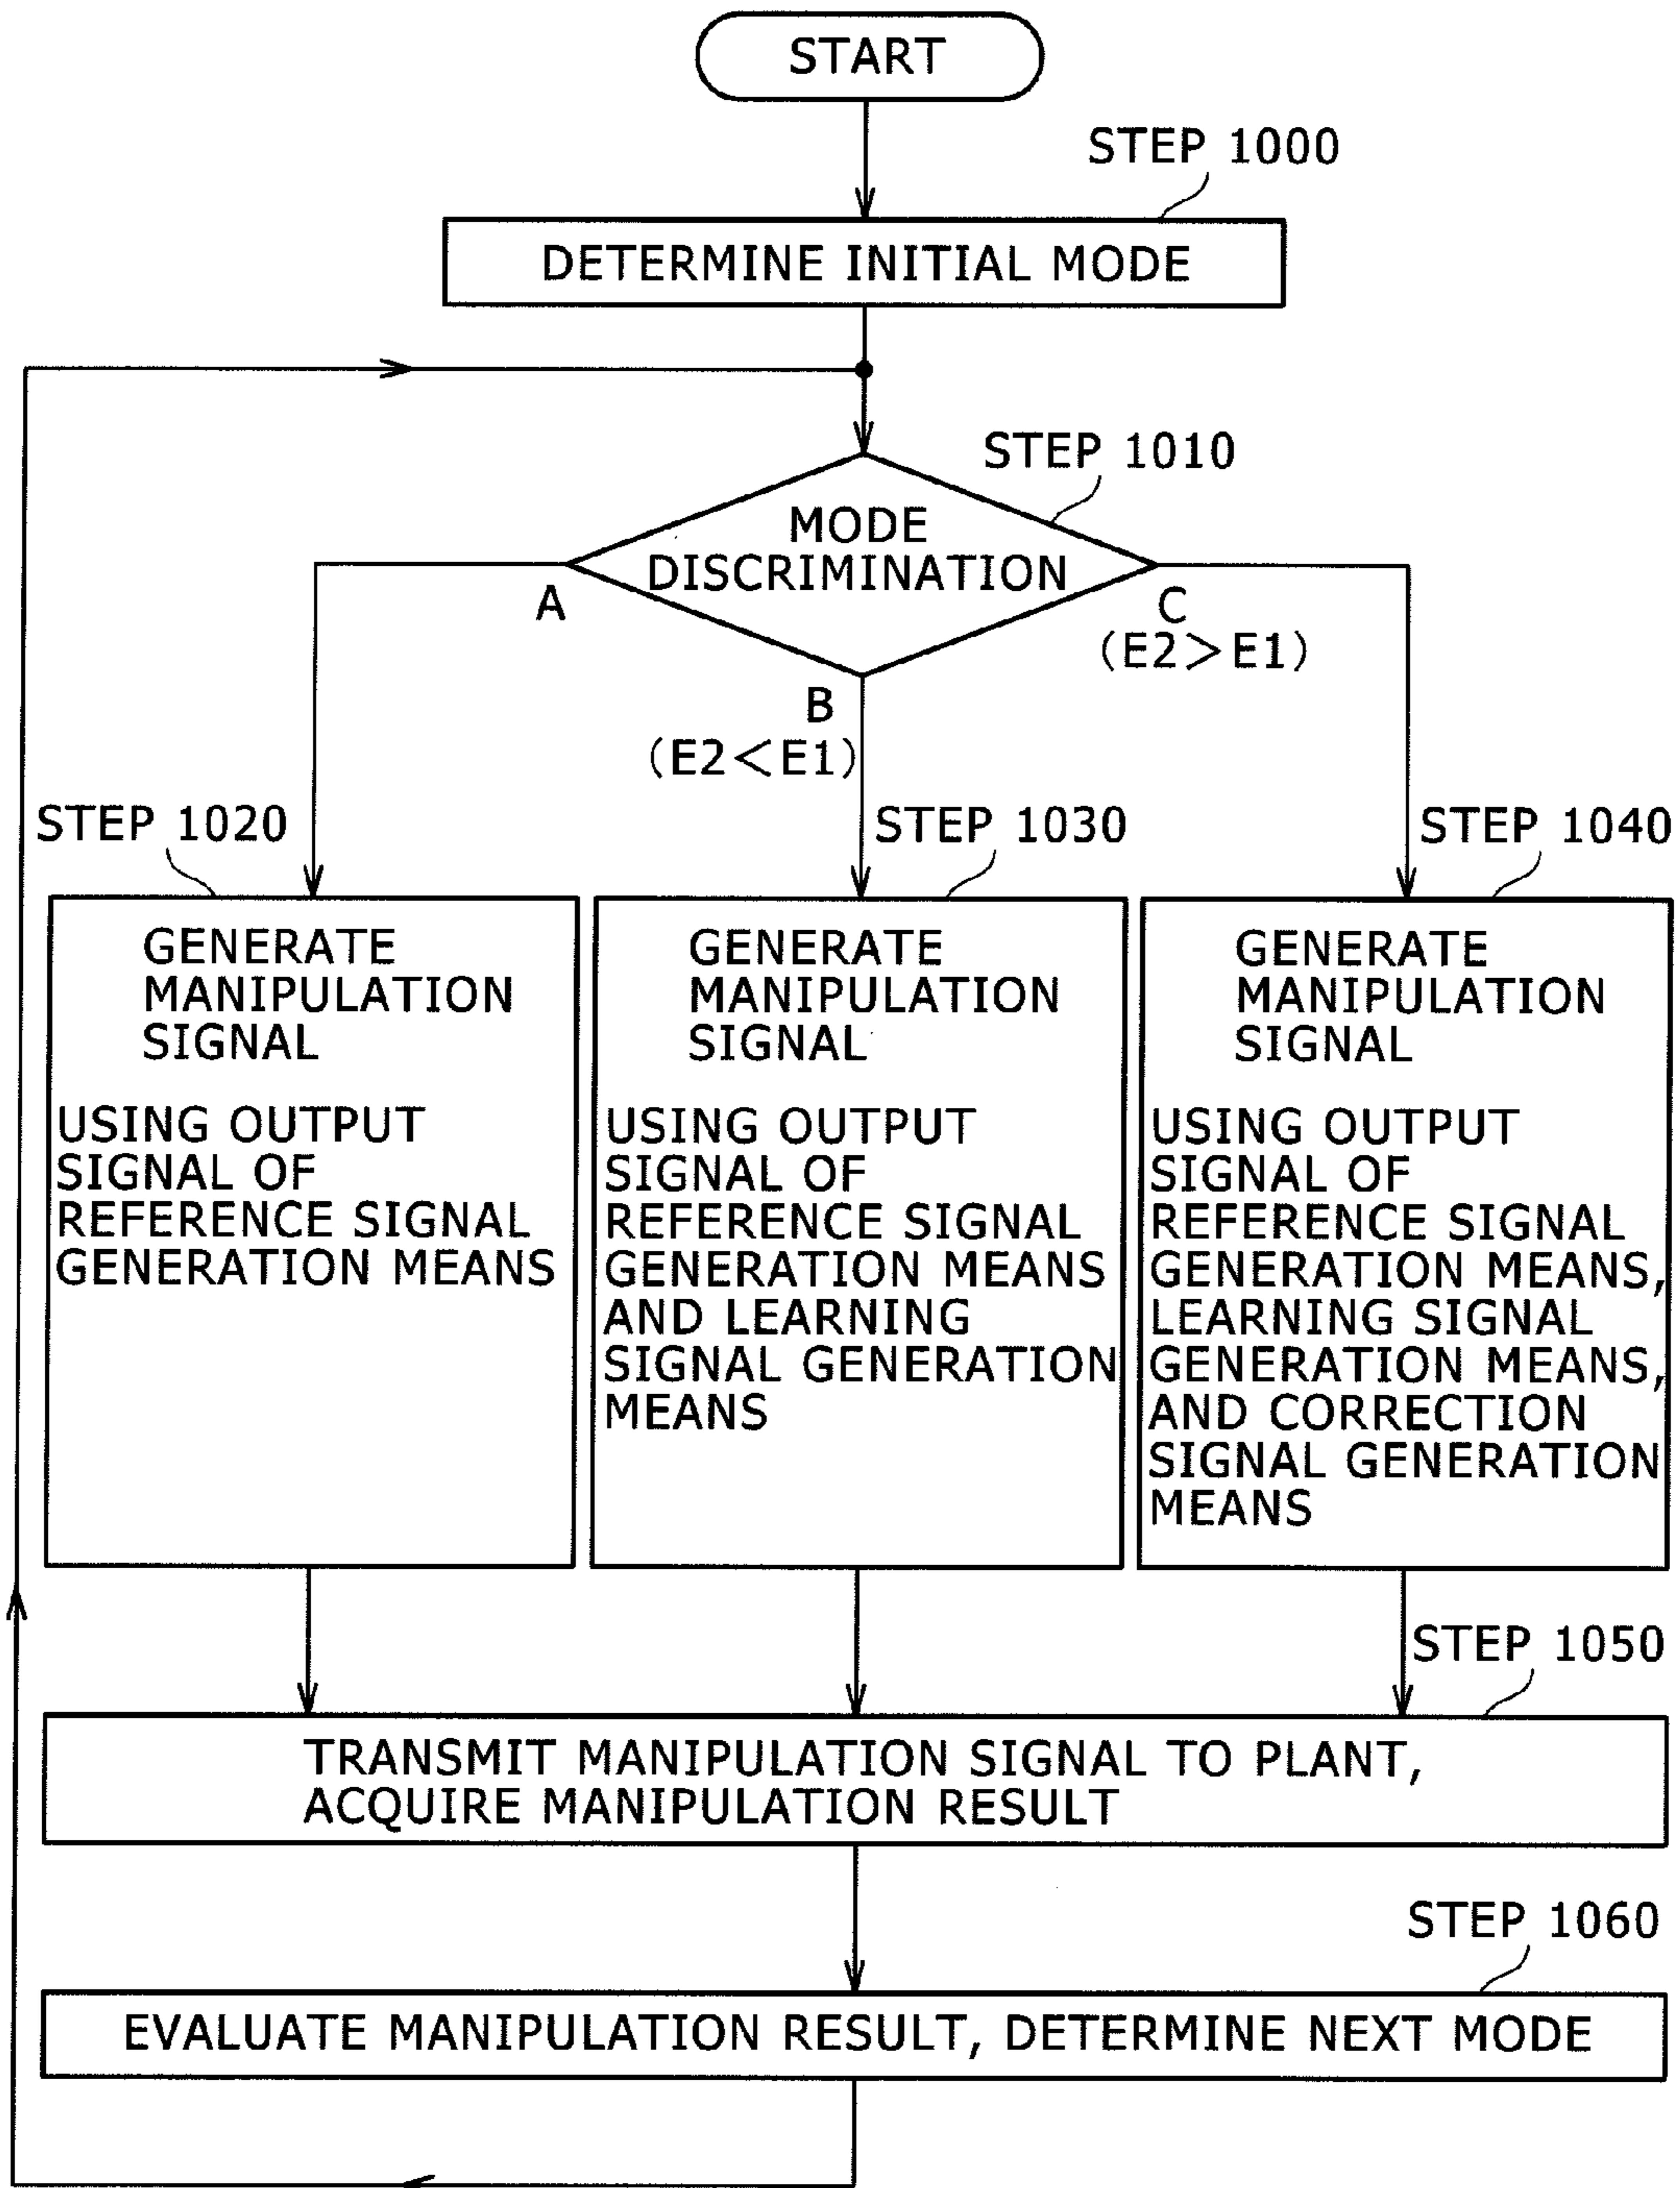 START
STEP 1000
DETERMINE INITIAL MODE
STEP 1010
MODE
DISCRIMINATION
A
B
(E2<E1)
C
(E2>E1)
STEP 1020
GENERATE
MANIPULATION
SIGNAL
USING OUTPUT
SIGNAL OF
REFERENCE SIGNAL
GENERATION MEANS
STEP 1030
GENERATE
MANIPULATION
SIGNAL
USING OUTPUT
SIGNAL OF
REFERENCE SIGNAL
GENERATION MEANS
AND LEARNING
SIGNAL GENERATION
MEANS
STEP 1040
GENERATE
MANIPULATION
SIGNAL
USING OUTPUT
SIGNAL OF
REFERENCE SIGNAL
GENERATION MEANS,
LEARNING SIGNAL
GENERATION MEANS,
AND CORRECTION
SIGNAL GENERATION
MEANS
STEP 1050
TRANSMIT MANIPULATION SIGNAL TO PLANT,
ACQUIRE MANIPULATION RESULT
STEP 1060
EVALUATE MANIPULATION RESULT, DETERMINE NEXT MODE